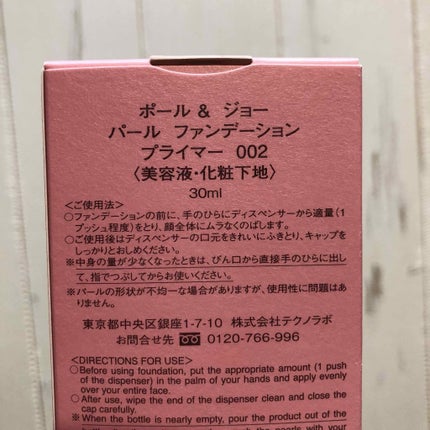 ポール & ジョー
パール ファンデーション
プライマー 002
〈美容液・化粧下地〉
30ml
<ご使用法>
○ファンデーションの前に、手のひらにディスペンサーから適量(1
プッシュ程度)をとり、顔全体にムラなくのばします。
○ご使用後はディスペンサーの口元をきれいにふきとり、キャップを
しっかりとおしめください。
※中身の量が少なくなったときは、びん口から直接手のひらに出し
て、指でつぶしてからお使いください。
※パールの形状が不均一な場合がありますが、使用性に問題はあ
りません。
東京都中央区銀座1-7-10 株式会社テクノラボ
お問合せ先 0120-766-996
<DIRECTIONS FOR USE>
○Before using foundation, put the appropriate amount (1 push
of the dispenser) in the palm of your hands and apply evenly
over your entire face.
○After use, wipe the end of the dispenser clean and close the
cap carefully.
※When the bottle is nearly empty, pour the product out of the